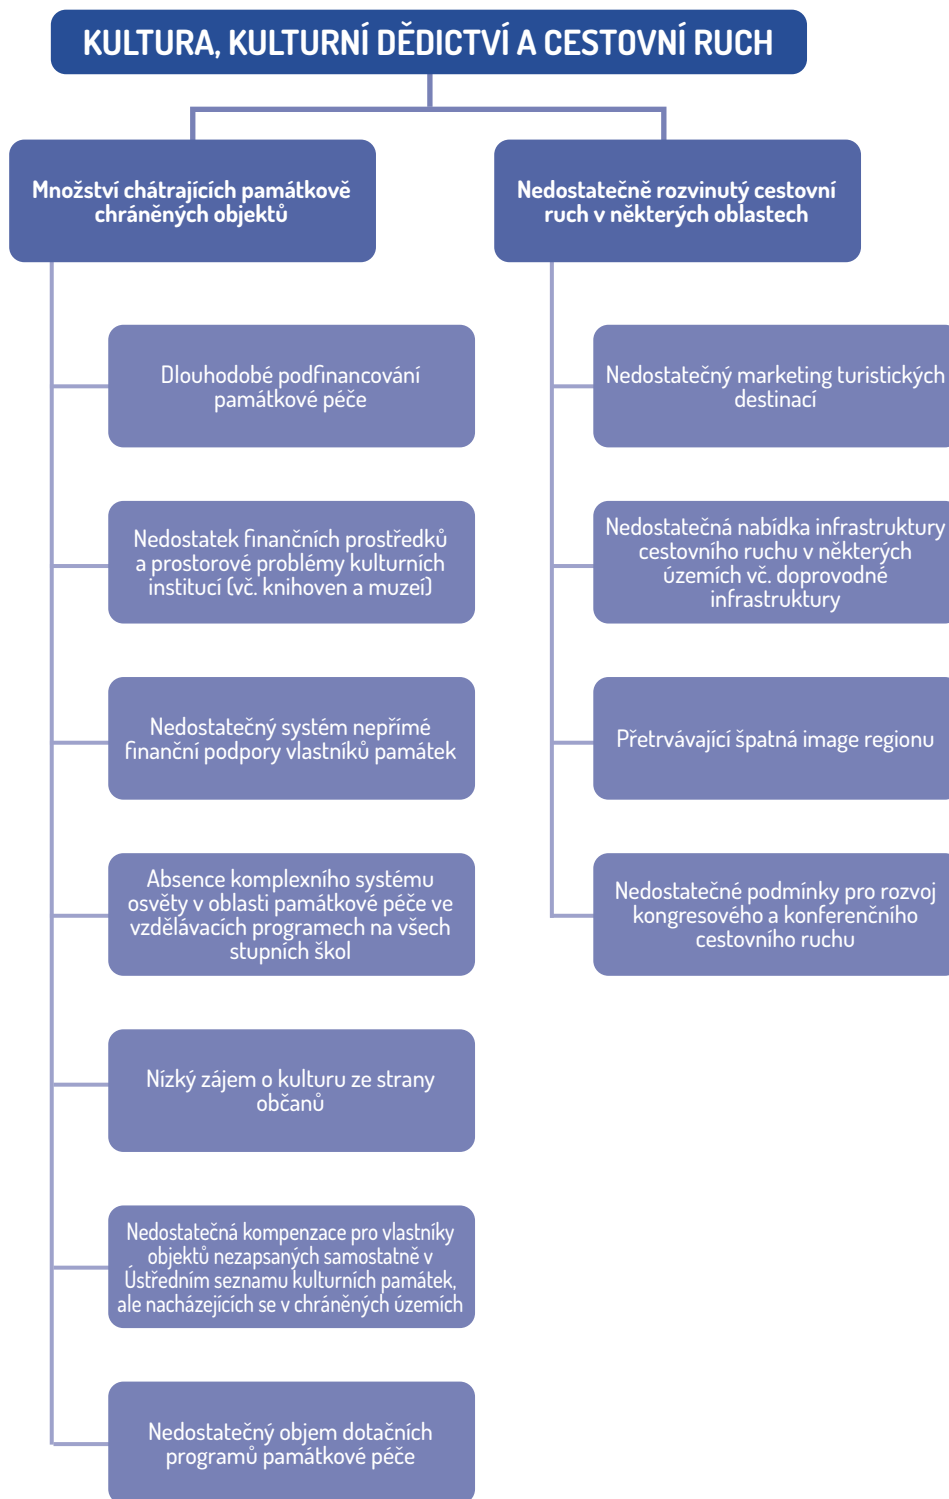 KULTURA, KULTURNÍ DĚDICTVÍ A CESTOVNÍ RUCH
Množství chátrajících památkově
chráněných objektů
Dlouhodobé podfinancování
památkové péče
Nedostatek finančních prostředků
a prostorové problémy kulturních
institucí (vč. knihoven a muzeí)
Nedostatečný systém nepřímé
finanční podpory vlastníků památek
Absence komplexního systému
osvěty v oblasti památkové péče ve
vzdělávacích programech na všech
stupních škol
Nízký zájem o kulturu ze strany
občanů
Nedostatečná kompenzace pro vlastníky
objektů nezapsaných samostatně v
Ústředním seznamu kulturních památek,
ale nacházejících se v chráněných územích
Nedostatečný objem dotačních
programů památkové péče
Nedostatečně rozvinutý cestovní
ruch v některých oblastech
Nedostatečný marketing turistických
destinací
Nedostatečná nabídka infrastruktury
cestovního ruchu v některých
územích vč. doprovodné
infrastruktury
Přetrvávající špatná image regionu
Nedostatečné podmínky pro rozvoj
kongresového a konferenčního
cestovního ruchu